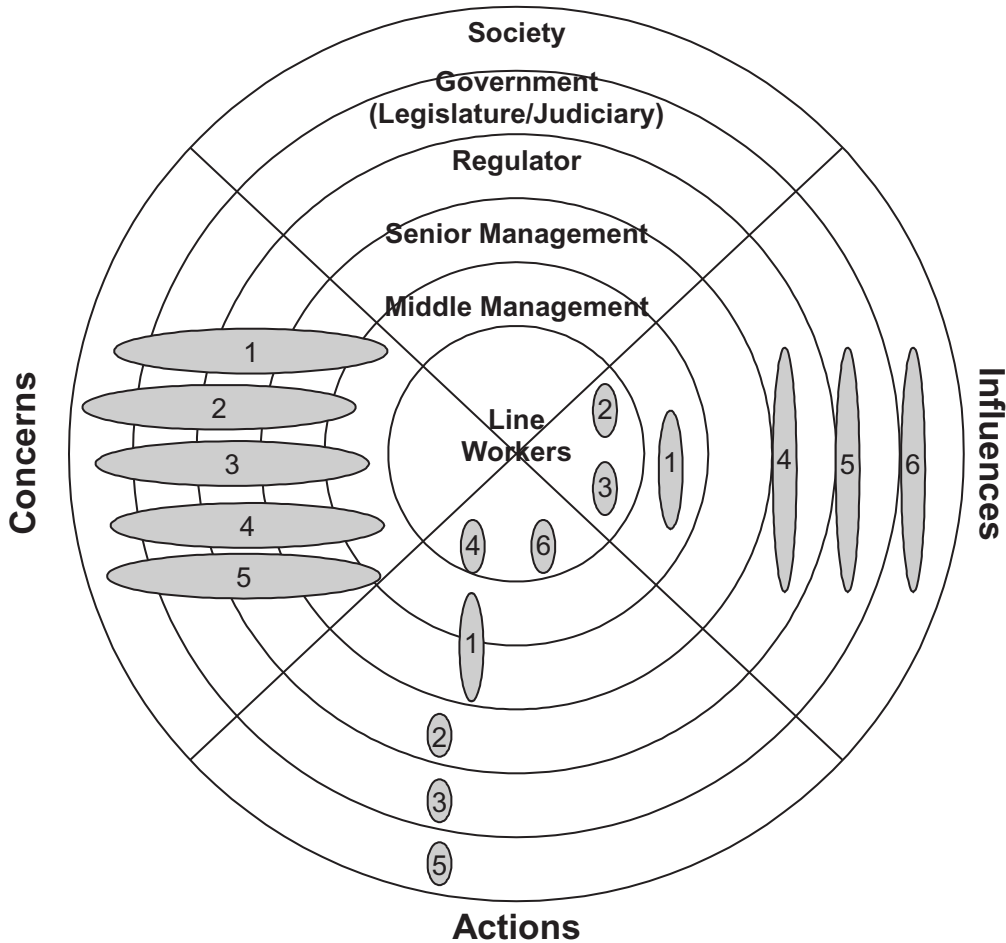 Society
Government
(Legislature/Judiciary)
Regulator
Senior Management
Middle Management
Line
Workers
Concerns
1
2
3
4
5
Influences
2
3
1
4
5
6
4
6
1
2
3
5
Actions